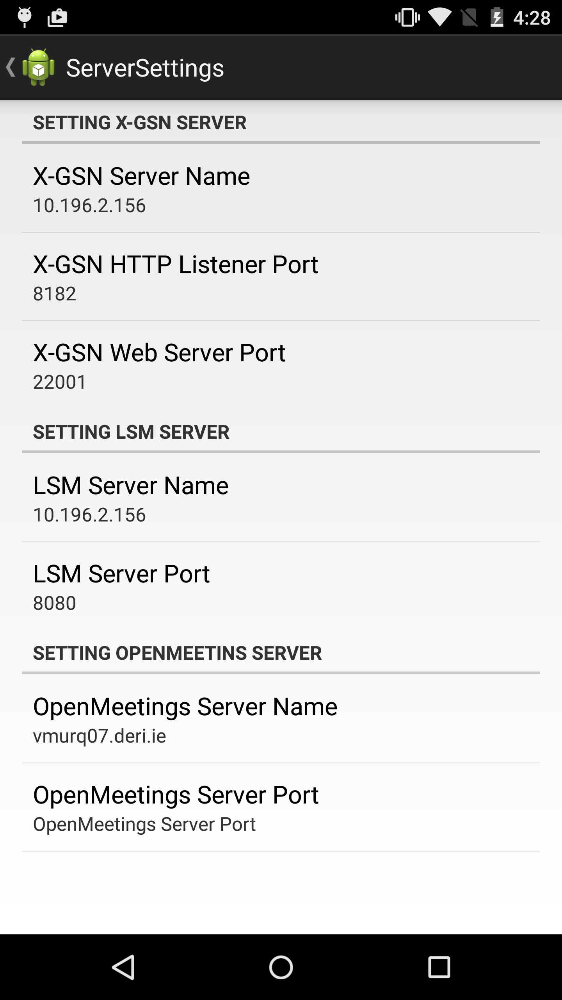 4:28
ServerSettings
SETTING X-GSN SERVER
X-GSN Server Name
10.196.2.156
X-GSN HTTP Listener Port
8182
X-GSN Web Server Port
22001
SETTING LSM SERVER
LSM Server Name
10.196.2.156
LSM Server Port
8080
SETTING OPENMEETINS SERVER
OpenMeetings Server Name
vmurq07.deri.ie
OpenMeetings Server Port
OpenMeetings Server Port